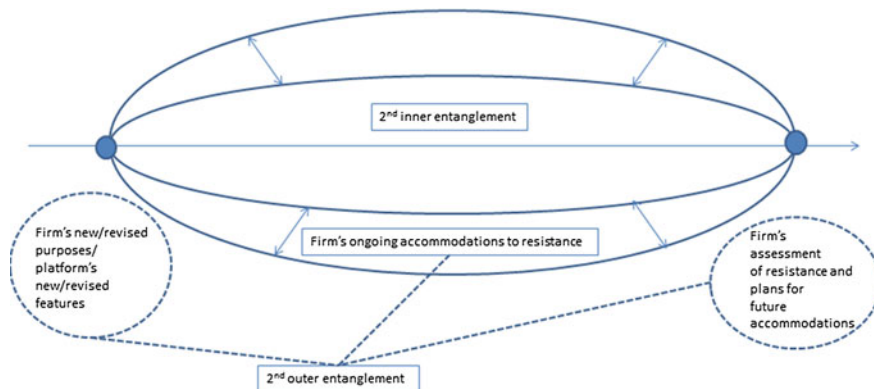 2nd inner entanglement
Firm's new/revised
purposes/
platform's
new/revised
features
Firm's ongoing accommodations to resistance
Firm's
assessment
of resistance and
plans for
future
accommodations
2nd outer entanglement